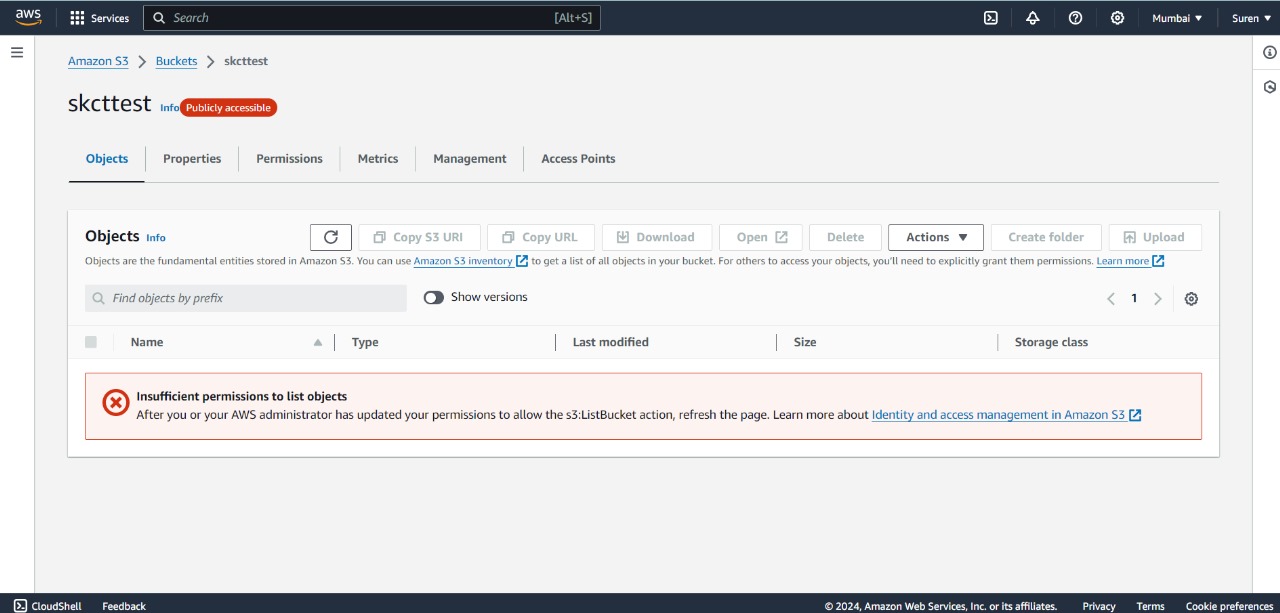 aws Services Search [Alt+S] Mumbai ▼ Suren ▼
Amazon S3 > Buckets > skcttest
skcttest Info Publicly accessible
Objects Properties Permissions Metrics Management Access Points
Objects Info Copy S3 URI Copy URL Download Open Delete Actions ▼ Create folder Upload
Objects are the fundamental entities stored in Amazon S3. You can use Amazon S3 inventory to get a list of all objects in your bucket. For others to access your objects, you'll need to explicitly grant them permissions. Learn more
Find objects by prefix Show versions < 1 >
Name ▲ Type Last modified Size Storage class
Insufficient permissions to list objects
After you or your AWS administrator has updated your permissions to allow the s3:ListBucket action, refresh the page. Learn more about Identity and access management in Amazon S3
CloudShell Feedback © 2024, Amazon Web Services, Inc. or its affiliates. Privacy Terms Cookie preferences